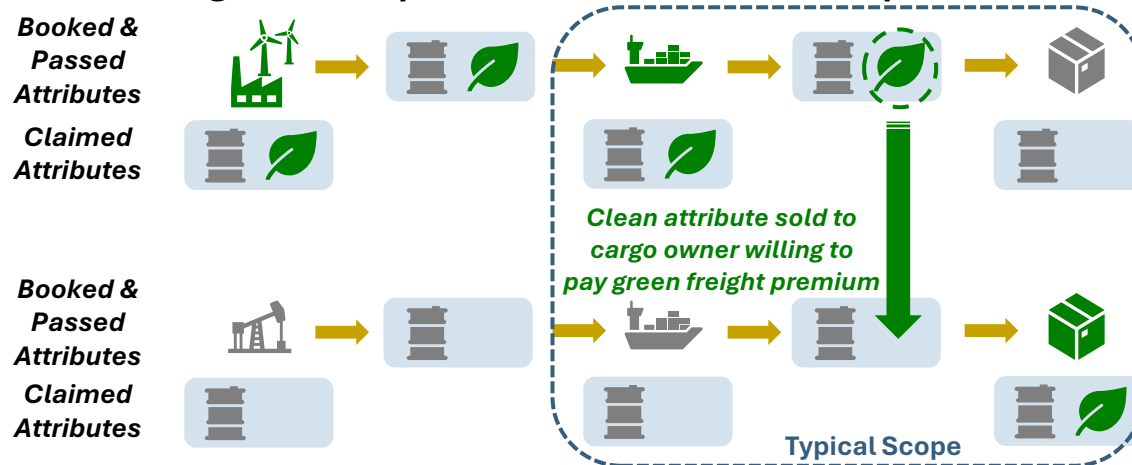 Booked &
Passed
Attributes
Claimed
Attributes
Clean attribute sold to
cargo owner willing to
pay green freight premium
Booked &
Passed
Attributes
Claimed
Attributes
Typical Scope